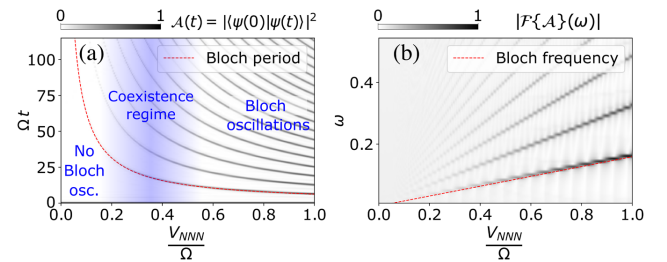 0 1 𝒜(t) = |⟨ψ(0)|ψ(t)⟩|²
(a)
Bloch period
Coexistence
regime
Bloch
oscillations
No
Bloch
osc.
100
75
50
25
0
Ω t
0.0 0.2 0.4 0.6 0.8 1.0
V_NNN
Ω
0 1 |ℱ{𝒜}(ω)|
(b)
Bloch frequency
0.4
0.2
ω
0.0 0.2 0.4 0.6 0.8 1.0
V_NNN
Ω